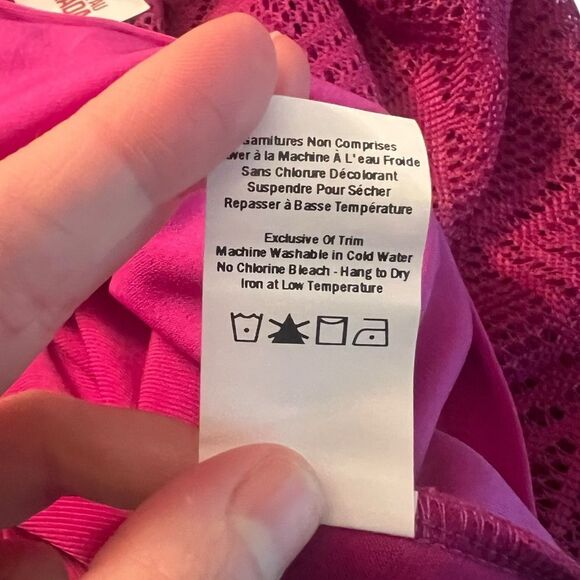 Garnitures Non Comprises
à la Machine À L'eau Froide
Sans Chlorure Décolorant
Suspendre Pour Sécher
Repasser à Basse Température
Exclusive Of Trim
Machine Washable in Cold Water
No Chlorine Bleach - Hang to Dry
Iron at Low Temperature